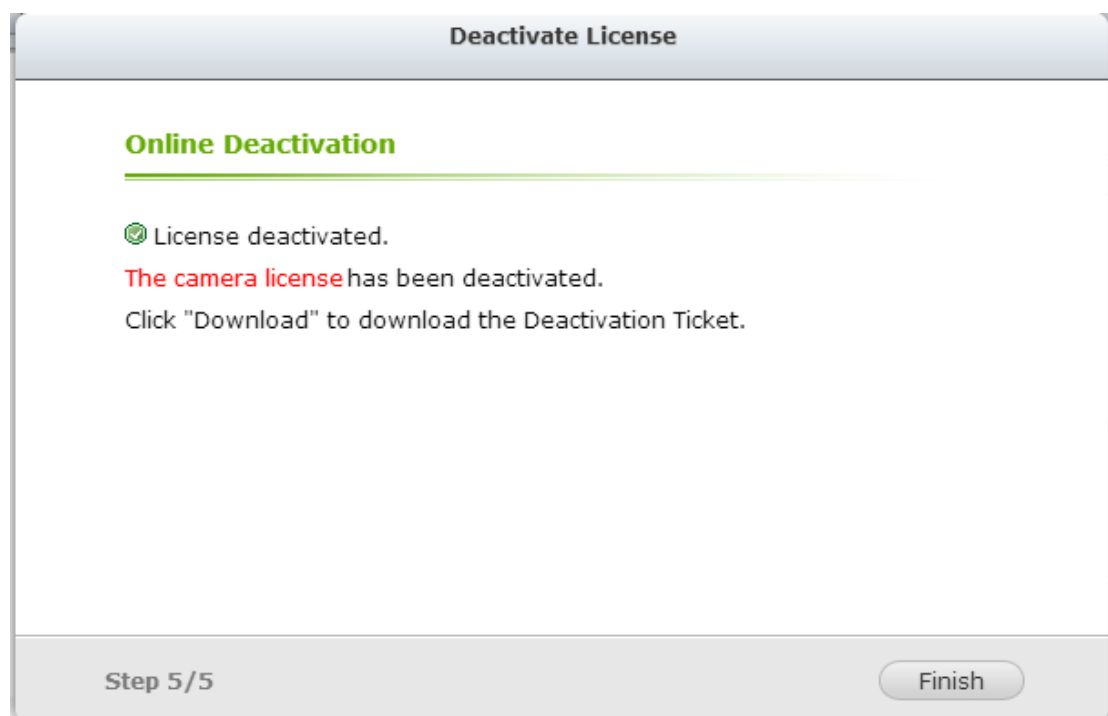 Deactivate License
Online Deactivation
License deactivated.
The camera license has been deactivated.
Click "Download" to download the Deactivation Ticket.
Step 5/5
Finish